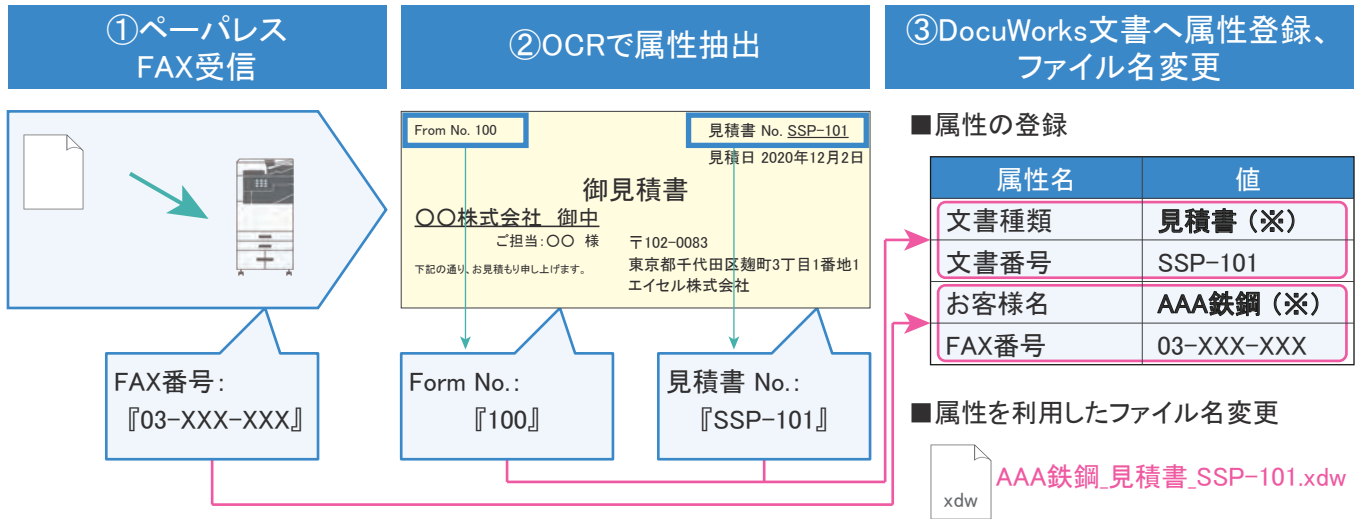 ①ペーパレス
FAX受信
②OCRで属性抽出
③DocuWorks文書へ属性登録、
ファイル名変更
From No. 100
見積書 No. SSP-101
見積日 2020年12月2日
御見積書
〇〇株式会社 御中
ご担当:〇〇 様
下記の通り、お見積もり申し上げます。
〒102-0083
東京都千代田区麹町3丁目1番地1
エイセル株式会社
FAX番号:
『03-XXX-XXX』
Form No.:
『100』
見積書 No.:
『SSP-101』
■属性の登録
属性名 値
文書種類 見積書（※）
文書番号 SSP-101
お客様名 AAA鉄鋼（※）
FAX番号 03-XXX-XXX
■属性を利用したファイル名変更
xdw
AAA鉄鋼_見積書_SSP-101.xdw